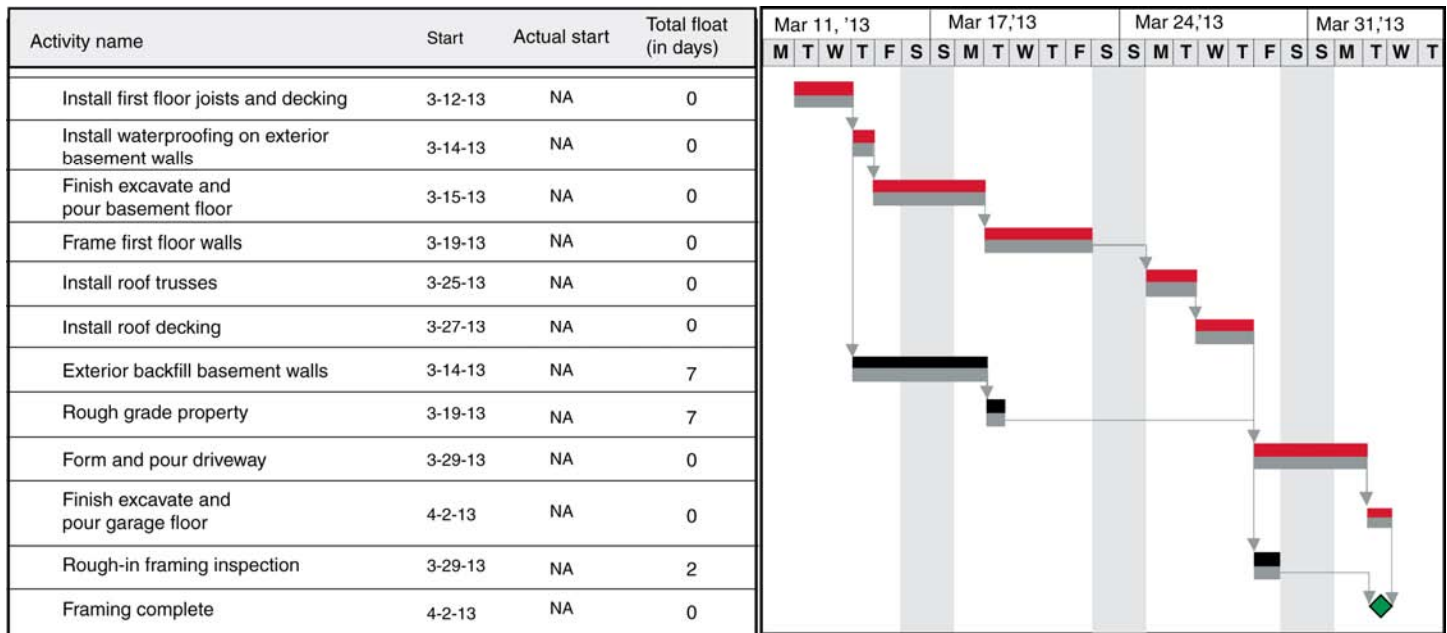 Activity name Start Actual start Total float
(in days)
Mar 11, '13 Mar 17,'13 Mar 24,'13 Mar 31,'13
M T W T F S S M T W T F S S M T W T F S S M T W T
Install first floor joists and decking 3-12-13 NA 0
Install waterproofing on exterior
basement walls 3-14-13 NA 0
Finish excavate and
pour basement floor 3-15-13 NA 0
Frame first floor walls 3-19-13 NA 0
Install roof trusses 3-25-13 NA 0
Install roof decking 3-27-13 NA 0
Exterior backfill basement walls 3-14-13 NA 7
Rough grade property 3-19-13 NA 7
Form and pour driveway 3-29-13 NA 0
Finish excavate and
pour garage floor 4-2-13 NA 0
Rough-in framing inspection 3-29-13 NA 2
Framing complete 4-2-13 NA 0